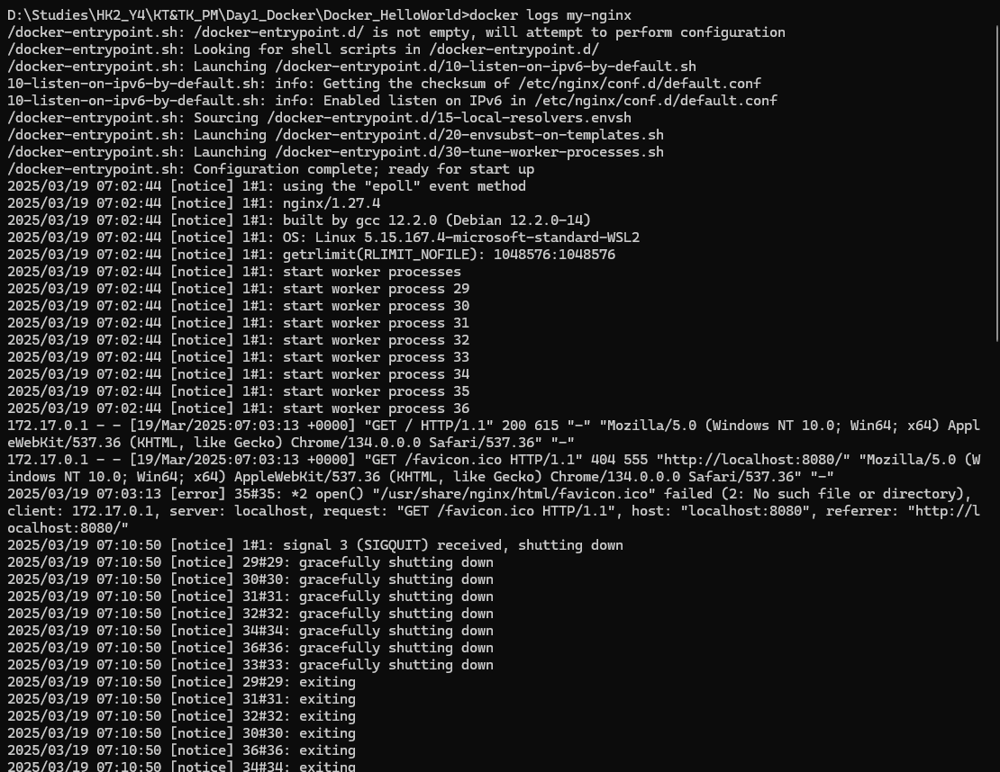 D:\Studies\HK2_Y4\KT&TK_PM\Day1_Docker\Docker_HelloWorld>docker logs my-nginx
/docker-entrypoint.sh: /docker-entrypoint.d/ is not empty, will attempt to perform configuration
/docker-entrypoint.sh: Looking for shell scripts in /docker-entrypoint.d/
/docker-entrypoint.sh: Launching /docker-entrypoint.d/10-listen-on-ipv6-by-default.sh
10-listen-on-ipv6-by-default.sh: info: Getting the checksum of /etc/nginx/conf.d/default.conf
10-listen-on-ipv6-by-default.sh: info: Enabled listen on IPv6 in /etc/nginx/conf.d/default.conf
/docker-entrypoint.sh: Sourcing /docker-entrypoint.d/15-local-resolvers.envsh
/docker-entrypoint.sh: Launching /docker-entrypoint.d/20-envsubst-on-templates.sh
/docker-entrypoint.sh: Launching /docker-entrypoint.d/30-tune-worker-processes.sh
/docker-entrypoint.sh: Configuration complete; ready for start up
2025/03/19 07:02:44 [notice] 1#1: using the "epoll" event method
2025/03/19 07:02:44 [notice] 1#1: nginx/1.27.4
2025/03/19 07:02:44 [notice] 1#1: built by gcc 12.2.0 (Debian 12.2.0-14)
2025/03/19 07:02:44 [notice] 1#1: OS: Linux 5.15.167.4-microsoft-standard-WSL2
2025/03/19 07:02:44 [notice] 1#1: getrlimit(RLIMIT_NOFILE): 1048576:1048576
2025/03/19 07:02:44 [notice] 1#1: start worker processes
2025/03/19 07:02:44 [notice] 1#1: start worker process 29
2025/03/19 07:02:44 [notice] 1#1: start worker process 30
2025/03/19 07:02:44 [notice] 1#1: start worker process 31
2025/03/19 07:02:44 [notice] 1#1: start worker process 32
2025/03/19 07:02:44 [notice] 1#1: start worker process 33
2025/03/19 07:02:44 [notice] 1#1: start worker process 34
2025/03/19 07:02:44 [notice] 1#1: start worker process 35
2025/03/19 07:02:44 [notice] 1#1: start worker process 36
172.17.0.1 - - [19/Mar/2025:07:03:13 +0000] "GET / HTTP/1.1" 200 615 "-" "Mozilla/5.0 (Windows NT 10.0; Win64; x64) Appl
eWebKit/537.36 (KHTML, like Gecko) Chrome/134.0.0.0 Safari/537.36" "-"
172.17.0.1 - - [19/Mar/2025:07:03:13 +0000] "GET /favicon.ico HTTP/1.1" 404 555 "http://localhost:8080/" "Mozilla/5.0 (W
indows NT 10.0; Win64; x64) AppleWebKit/537.36 (KHTML, like Gecko) Chrome/134.0.0.0 Safari/537.36" "-"
2025/03/19 07:03:13 [error] 35#35: *2 open() "/usr/share/nginx/html/favicon.ico" failed (2: No such file or directory),
client: 172.17.0.1, server: localhost, request: "GET /favicon.ico HTTP/1.1", host: "localhost:8080", referrer: "http://l
ocalhost:8080/"
2025/03/19 07:10:50 [notice] 1#1: signal 3 (SIGQUIT) received, shutting down
2025/03/19 07:10:50 [notice] 29#29: gracefully shutting down
2025/03/19 07:10:50 [notice] 30#30: gracefully shutting down
2025/03/19 07:10:50 [notice] 31#31: gracefully shutting down
2025/03/19 07:10:50 [notice] 32#32: gracefully shutting down
2025/03/19 07:10:50 [notice] 34#34: gracefully shutting down
2025/03/19 07:10:50 [notice] 36#36: gracefully shutting down
2025/03/19 07:10:50 [notice] 33#33: gracefully shutting down
2025/03/19 07:10:50 [notice] 29#29: exiting
2025/03/19 07:10:50 [notice] 31#31: exiting
2025/03/19 07:10:50 [notice] 32#32: exiting
2025/03/19 07:10:50 [notice] 30#30: exiting
2025/03/19 07:10:50 [notice] 36#36: exiting
2025/03/19 07:10:50 [notice] 34#34: exiting